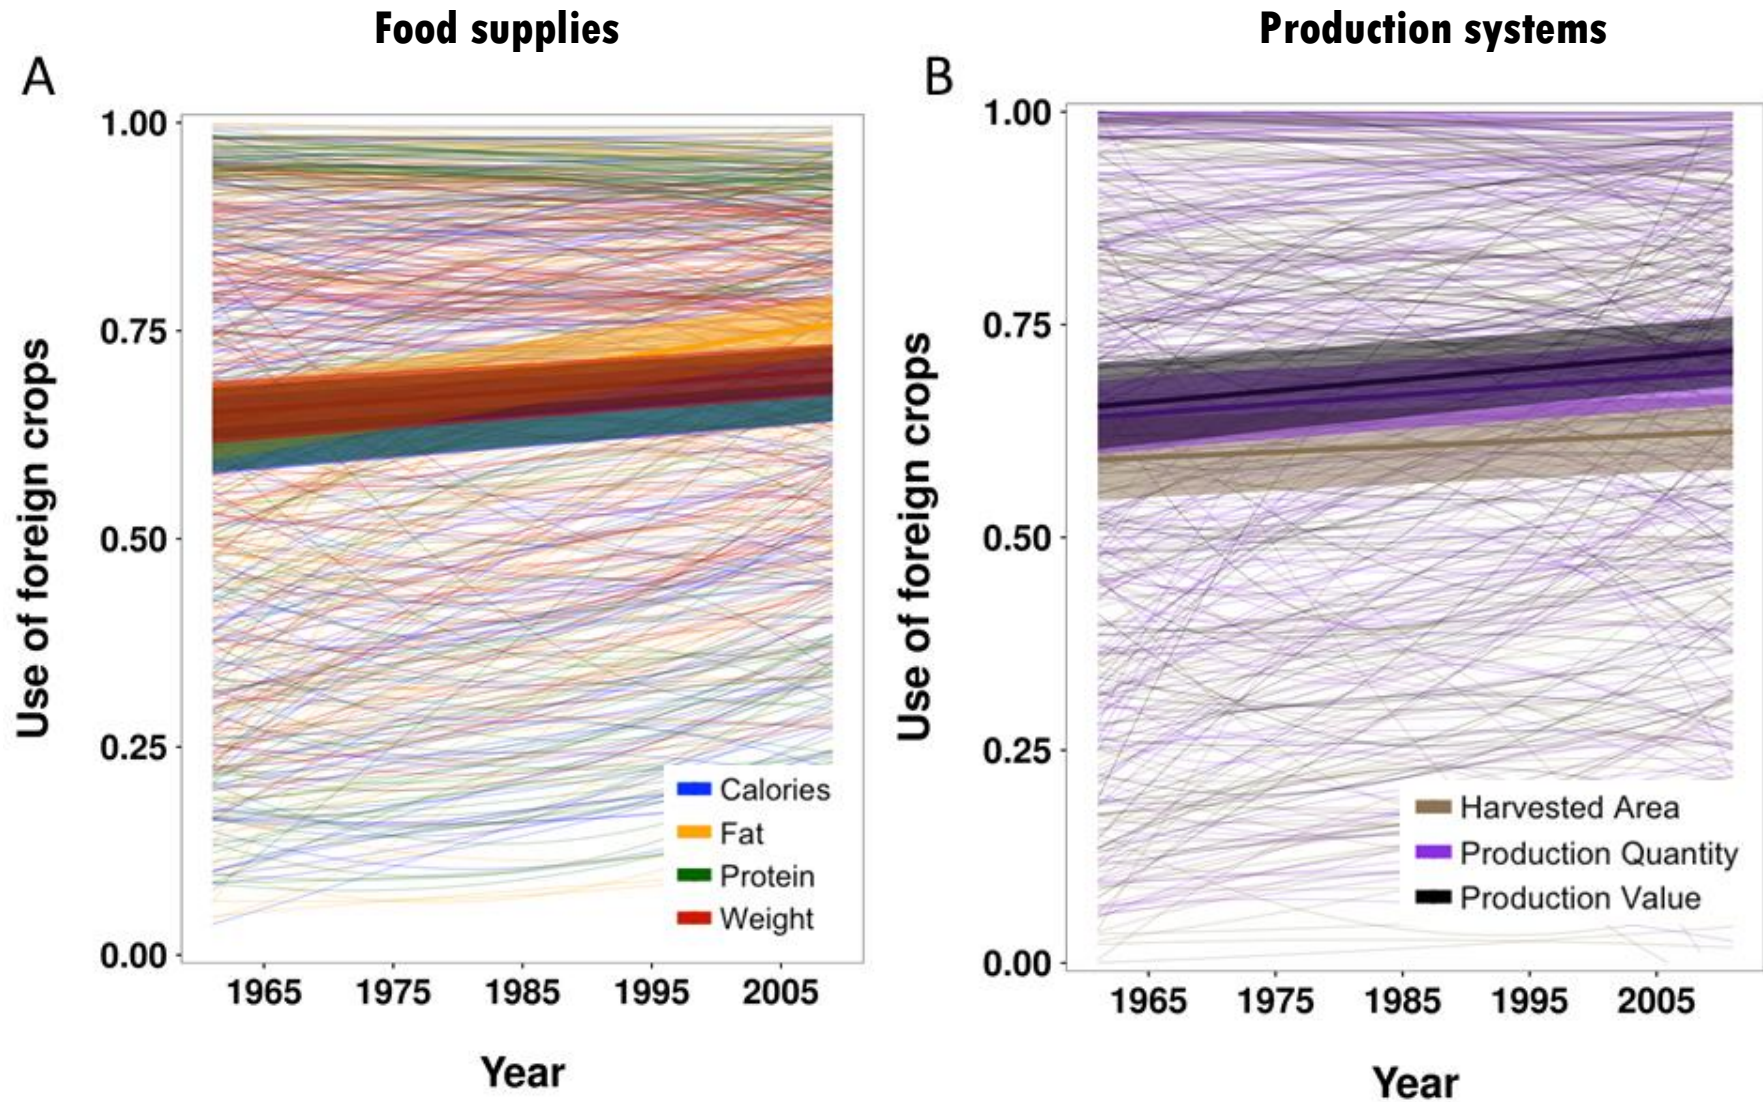 Food supplies
A
Use of foreign crops
1.00
0.75
0.50
0.25
0.00
Calories
Fat
Protein
Weight
1965 1975 1985 1995 2005
Year
Production systems
B
Use of foreign crops
1.00
0.75
0.50
0.25
0.00
Harvested Area
Production Quantity
Production Value
1965 1975 1985 1995 2005
Year